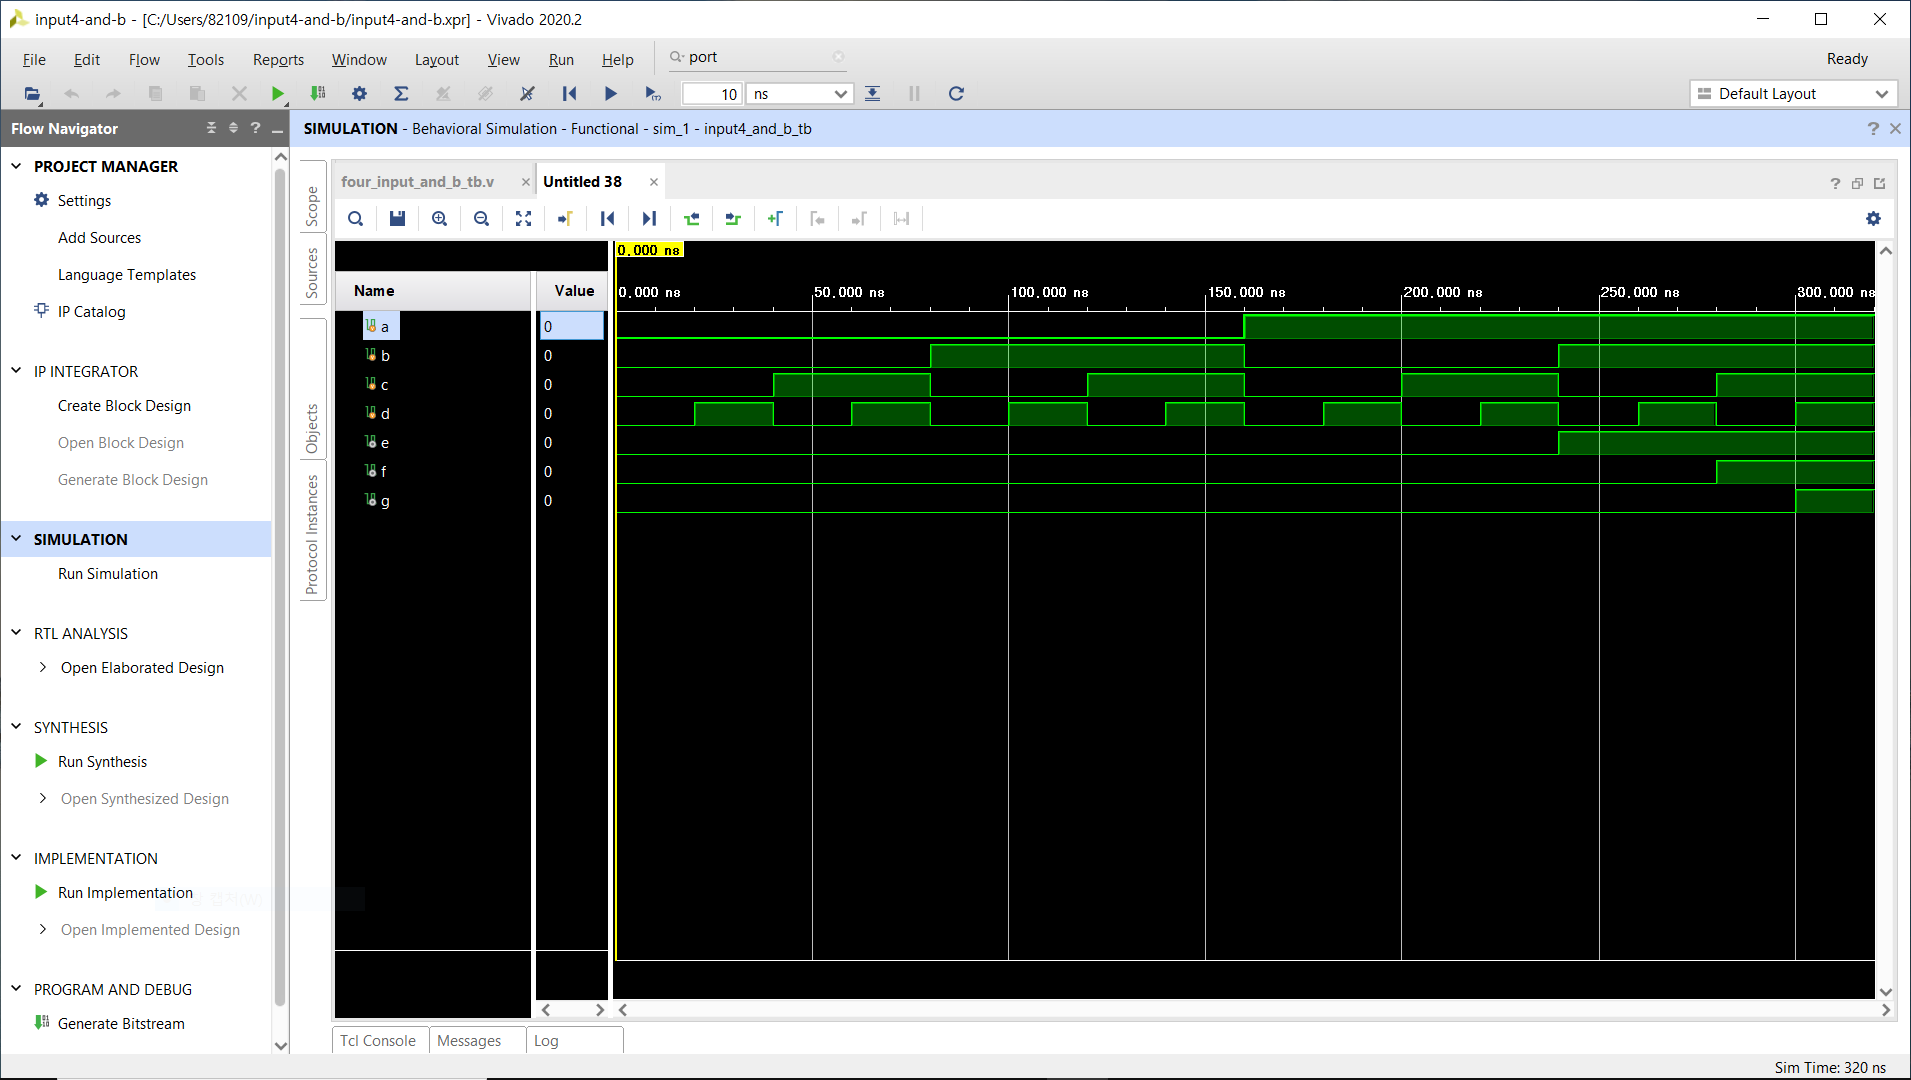 input4-and-b - [C:/Users/82109/input4-and-b/input4-and-b.xpr] - Vivado 2020.2
File Edit Flow Tools Reports Window Layout View Run Help port Ready
10 ns Default Layout
Flow Navigator
SIMULATION - Behavioral Simulation - Functional - sim_1 - input4_and_b_tb
PROJECT MANAGER
Settings
Add Sources
Language Templates
IP Catalog
IP INTEGRATOR
Create Block Design
Open Block Design
Generate Block Design
SIMULATION
Run Simulation
RTL ANALYSIS
Open Elaborated Design
SYNTHESIS
Run Synthesis
Open Synthesized Design
IMPLEMENTATION
Run Implementation
Open Implemented Design
PROGRAM AND DEBUG
Generate Bitstream
Scope
Sources
Objects
Protocol Instances
four_input_and_b_tb.v Untitled 38
0.000 ns
Name Value 0.000 ns 50.000 ns 100.000 ns 150.000 ns 200.000 ns 250.000 ns 300.000 ns
a 0
b 0
c 0
d 0
e 0
f 0
g 0
Tcl Console Messages Log
Sim Time: 320 ns